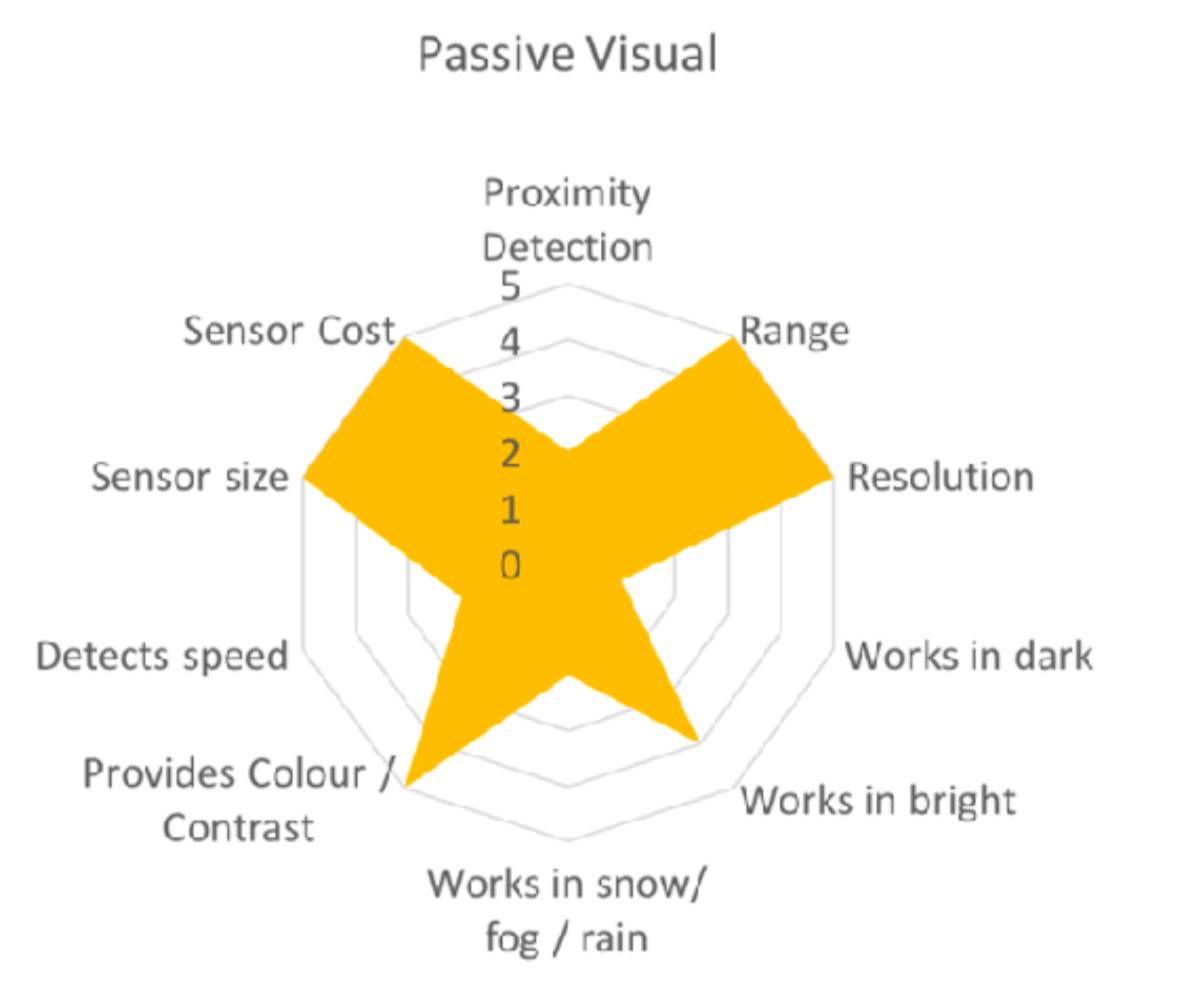 Passive Visual
Proximity
Detection
5
4
3
2
1
0
Range
Resolution
Works in dark
Works in bright
Works in snow/
fog / rain
Provides Colour /
Contrast
Detects speed
Sensor size
Sensor Cost